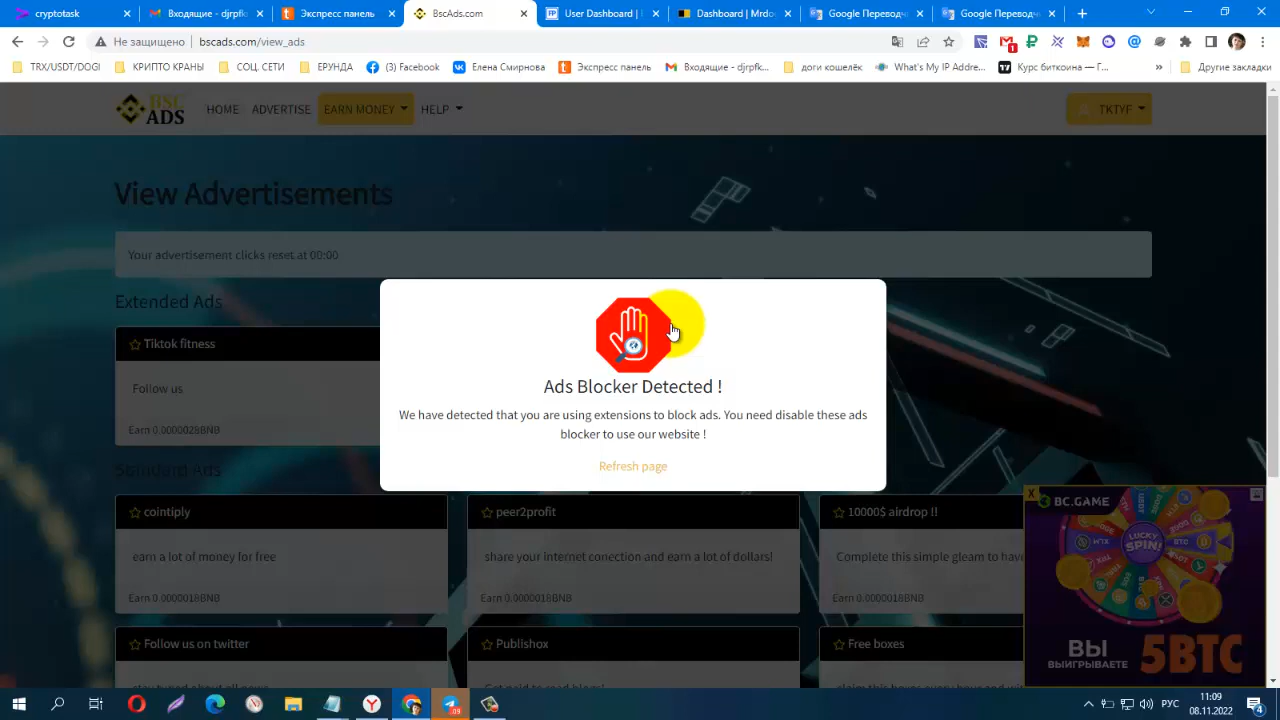 cryptotask
Входящие - djrpfk
Экспресс панель
BscAds.com
User Dashboard |
Dashboard | Mrdo
Google Перевод
Google Перевод
Не защищено
bscads.com/view_ads
TRX/USDT/DOGI
КРИПТО КРАНЫ
СОЦ. СЕТИ
ЕРУНДА
(3) Facebook
Елена Смирнова
Экспресс панель
Входящие - djrpfk...
доги кошелёк
What's My IP Addre...
Курс биткоина — Г...
»
Другие закладки
BSC
ADS
HOME
ADVERTISE
EARN MONEY
HELP
TKTYF
View Advertisements
Your advertisement clicks reset at 00:00
Extended Ads
Tiktok fitness
Follow us
Earn 0.0000028BNB
Ads Blocker Detected !
We have detected that you are using extensions to block ads. You need disable these ads
blocker to use our website !
Refresh page
Standard Ads
cointiply
peer2profit
10000$ airdrop !!
earn a lot of money for free
share your internet conection and earn a lot of dollars!
Complete this simple gleam to hav
Earn 0.0000018BNB
Earn 0.0000018BNB
Earn 0.0000018BNB
Follow us on twitter
Publishox
Free boxes
X
BC.GAME
LUCKY
SPIN!
ВЫ
ВЫИГРЫВАЕТЕ
5BTC
РУС
11:09
08.11.2022
4